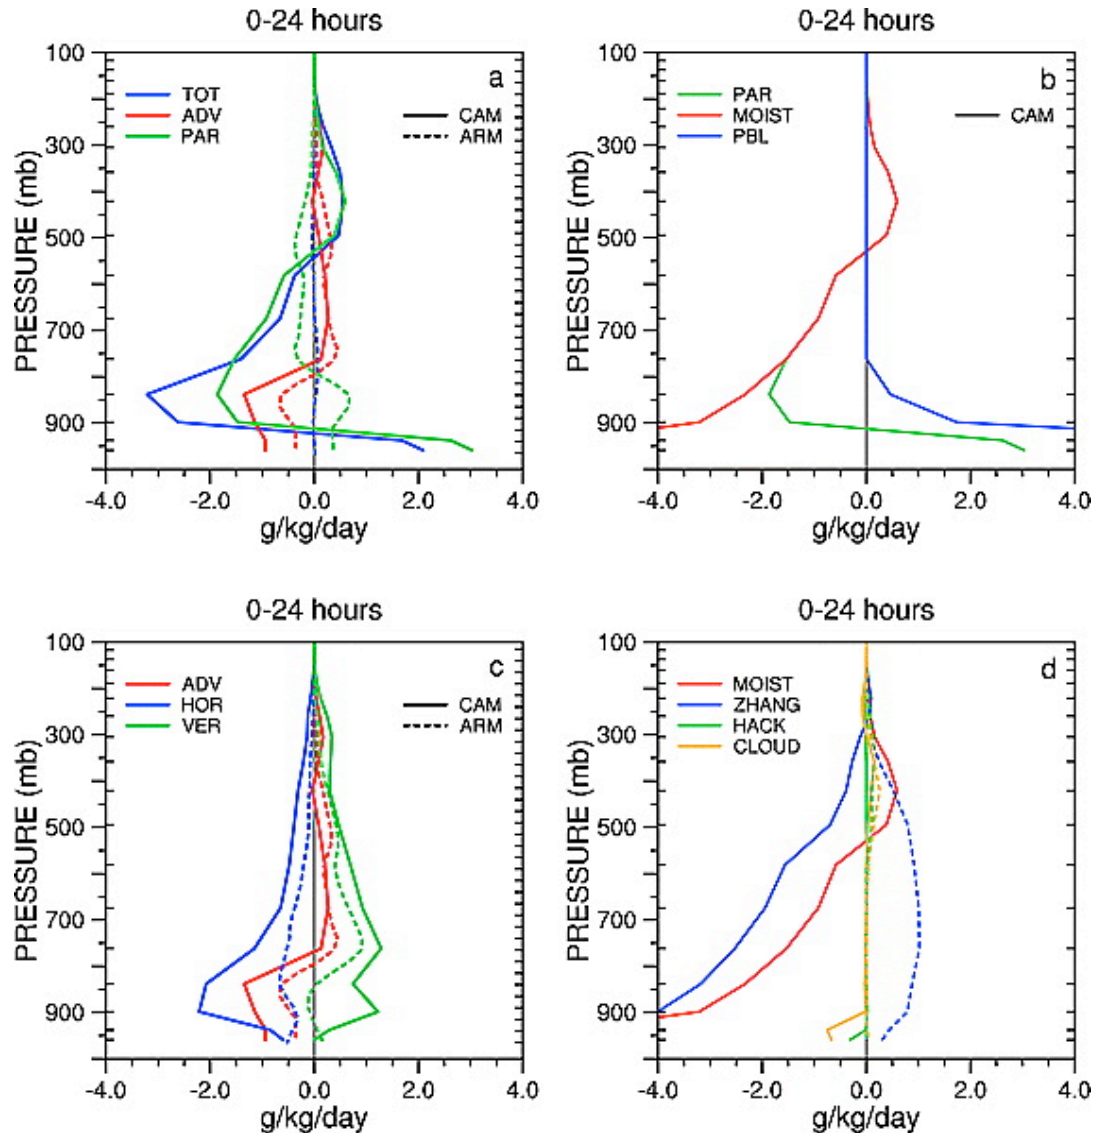 0-24 hours
a
TOT
ADV
PAR
CAM
ARM
100
300
500
700
900
PRESSURE (mb)
-4.0 -2.0 0.0 2.0 4.0
g/kg/day
0-24 hours
b
PAR
MOIST
PBL
CAM
100
300
500
700
900
PRESSURE (mb)
-4.0 -2.0 0.0 2.0 4.0
g/kg/day
0-24 hours
c
ADV
HOR
VER
CAM
ARM
100
300
500
700
900
PRESSURE (mb)
-4.0 -2.0 0.0 2.0 4.0
g/kg/day
0-24 hours
d
MOIST
ZHANG
HACK
CLOUD
100
300
500
700
900
PRESSURE (mb)
-4.0 -2.0 0.0 2.0 4.0
g/kg/day